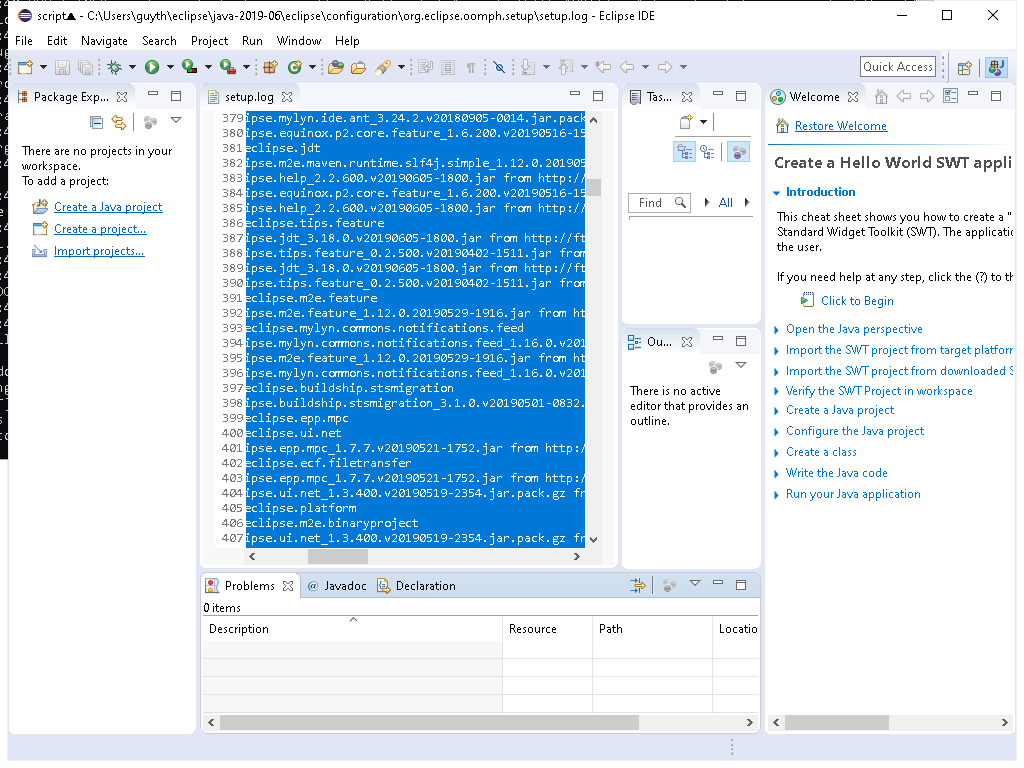 script▲ - C:\Users\guyth\eclipse\java-2019-06\eclipse\configuration\org.eclipse.oomph.setup\setup.log - Eclipse IDE
File Edit Navigate Search Project Run Window Help
Quick Access
Package Exp...
There are no projects in your
workspace.
To add a project:
Create a Java project
Create a project...
Import projects...
setup.log
379 ipse.mylyn.ide.ant_3.24.2.v20180905-0014.jar.pack
380 ipse.equinox.p2.core.feature_1.6.200.v20190516-15
381 eclipse.jdt
382 ipse.m2e.maven.runtime.slf4j.simple_1.12.0.201905
383 ipse.help_2.2.600.v20190605-1800.jar from http://
384 ipse.equinox.p2.core.feature_1.6.200.v20190516-15
385 ipse.help_2.2.600.v20190605-1800.jar from http://
386 eclipse.tips.feature
387 ipse.jdt_3.18.0.v20190605-1800.jar from http://ft
388 ipse.tips.feature_0.2.500.v20190402-1511.jar from
389 ipse.jdt_3.18.0.v20190605-1800.jar from http://ft
390 ipse.tips.feature_0.2.500.v20190402-1511.jar from
391 eclipse.m2e.feature
392 ipse.m2e.feature_1.12.0.20190529-1916.jar from ht
393 eclipse.mylyn.commons.notifications.feed
394 ipse.mylyn.commons.notifications.feed_1.16.0.v201
395 ipse.m2e.feature_1.12.0.20190529-1916.jar from ht
396 ipse.mylyn.commons.notifications.feed_1.16.0.v201
397 eclipse.buildship.stsmigration
398 ipse.buildship.stsmigration_3.1.0.v20190501-0832.
399 eclipse.epp.mpc
400 eclipse.ui.net
401 ipse.epp.mpc_1.7.7.v20190521-1752.jar from http:/
402 eclipse.ecf.filetransfer
403 ipse.epp.mpc_1.7.7.v20190521-1752.jar from http:/
404 ipse.ui.net_1.3.400.v20190519-2354.jar.pack.gz fr
405 eclipse.platform
406 eclipse.m2e.binaryproject
407 ipse.ui.net_1.3.400.v20190519-2354.jar.pack.gz fr
Tas...
Find All
Ou...
There is no active
editor that provides an
outline.
Welcome
Restore Welcome
Create a Hello World SWT appli
Introduction
This cheat sheet shows you how to create a "
Standard Widget Toolkit (SWT). The applicatio
the user.
If you need help at any step, click the (?) to th
Click to Begin
Open the Java perspective
Import the SWT project from target platform
Import the SWT project from downloaded S
Verify the SWT Project in workspace
Create a Java project
Configure the Java project
Create a class
Write the Java code
Run your Java application
Problems @ Javadoc Declaration
0 items
Description Resource Path Locatio